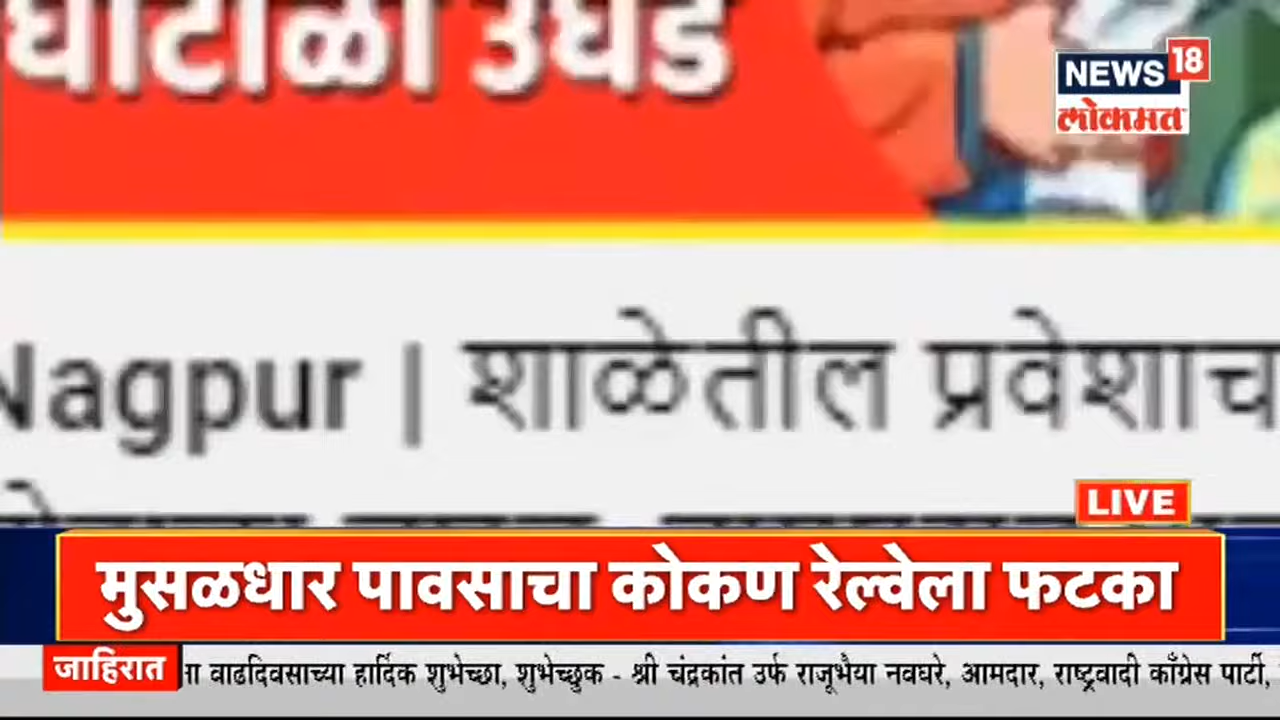 घोटाळा उघड
NEWS 18
लोकमत
Nagpur | शाळेतील प्रवेशाच
LIVE
मुसळधार पावसाचा कोकण रेल्वेला फटका
जाहिरात
वाढदिवसाच्या हार्दिक शुभेच्छा, शुभेच्छुक - श्री चंद्रकांत उर्फ राजूभैया नवघरे, आमदार, राष्ट्रवादी काँग्रेस पार्टी,